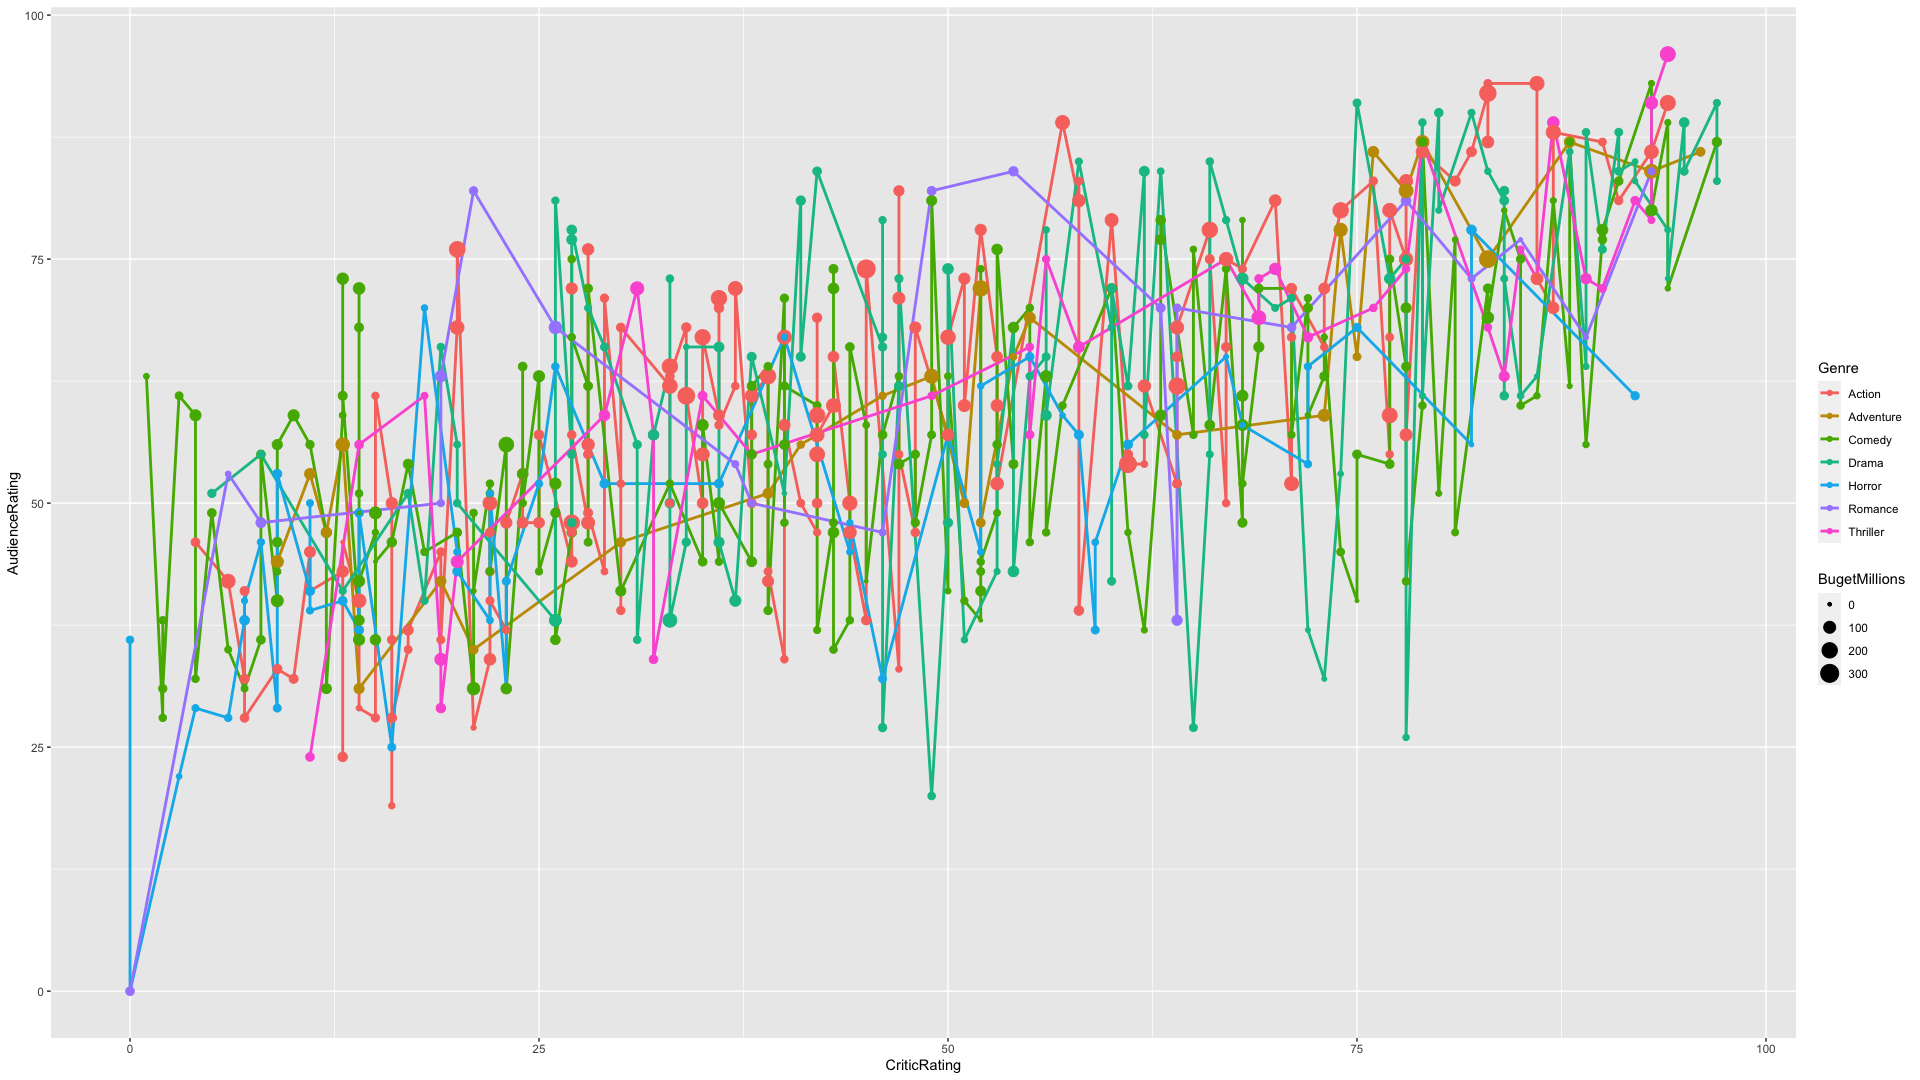 100
75
50
25
0
AudienceRating
0
25
50
75
100
CriticRating
Genre
Action
Adventure
Comedy
Drama
Horror
Romance
Thriller
BugetMillions
0
100
200
300